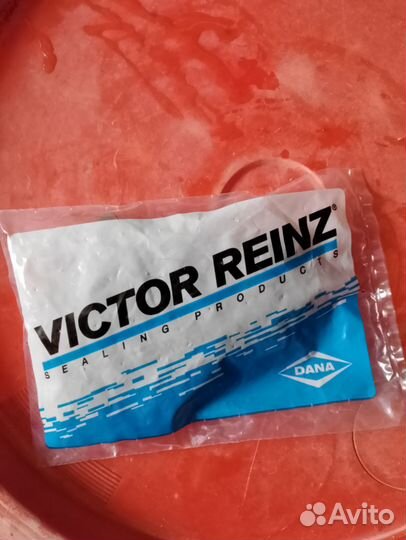 VICTOR REINZ®
SEALING PRODUCTS
DANA
Avito